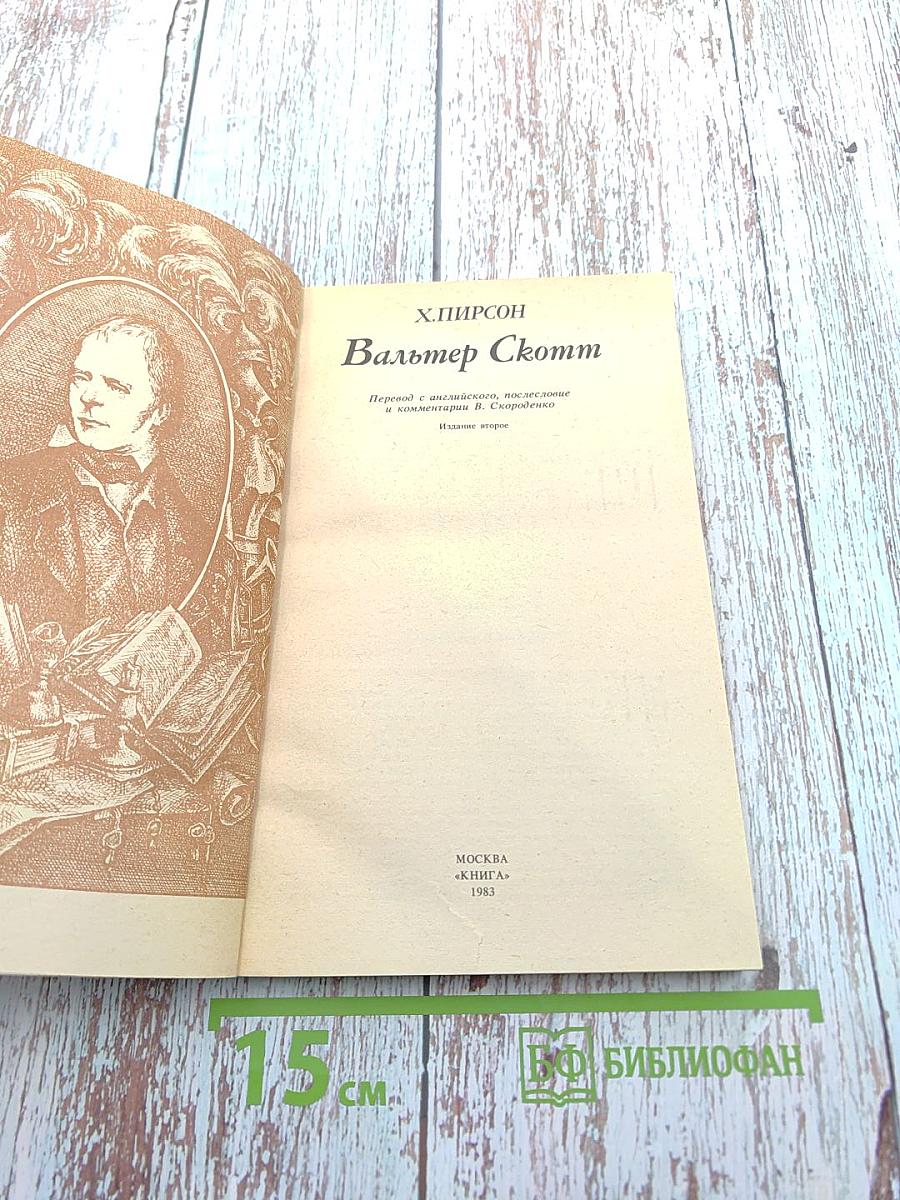 Х.ПИРСОН
Вальтер Скотт
Перевод с английского, послесловие
и комментарии В. Скороденко
Издание второе
МОСКВА
«КНИГА»
1983
15 см
БФ БИБЛИОФАН